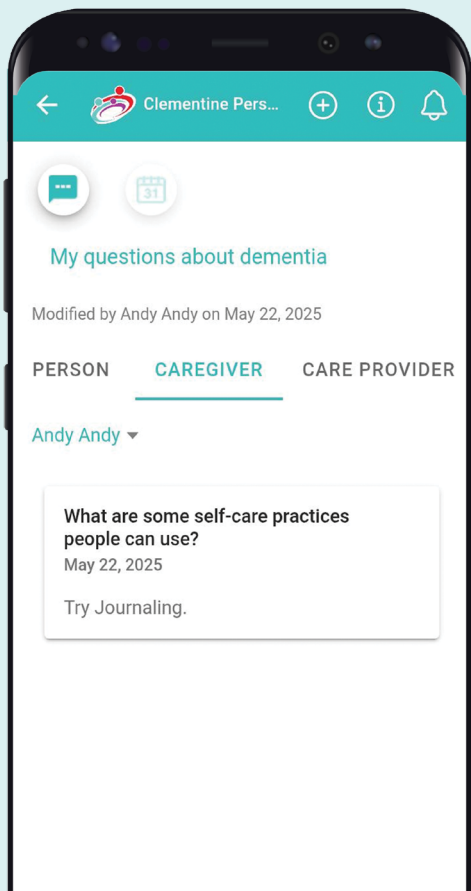 Clementine Pers...
31
My questions about dementia
Modified by Andy Andy on May 22, 2025
PERSON CAREGIVER CARE PROVIDER
Andy Andy
What are some self-care practices
people can use?
May 22, 2025
Try Journaling.